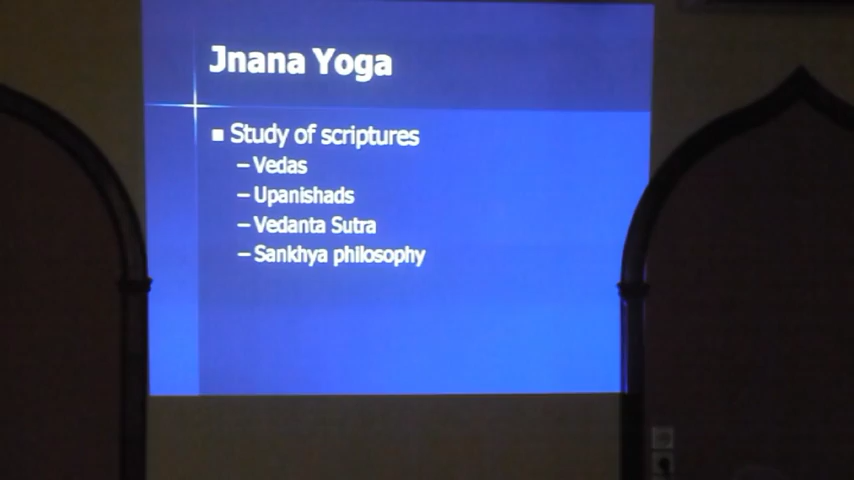 Jnana Yoga
■ Study of scriptures
– Vedas
– Upanishads
– Vedanta Sutra
– Sankhya philosophy